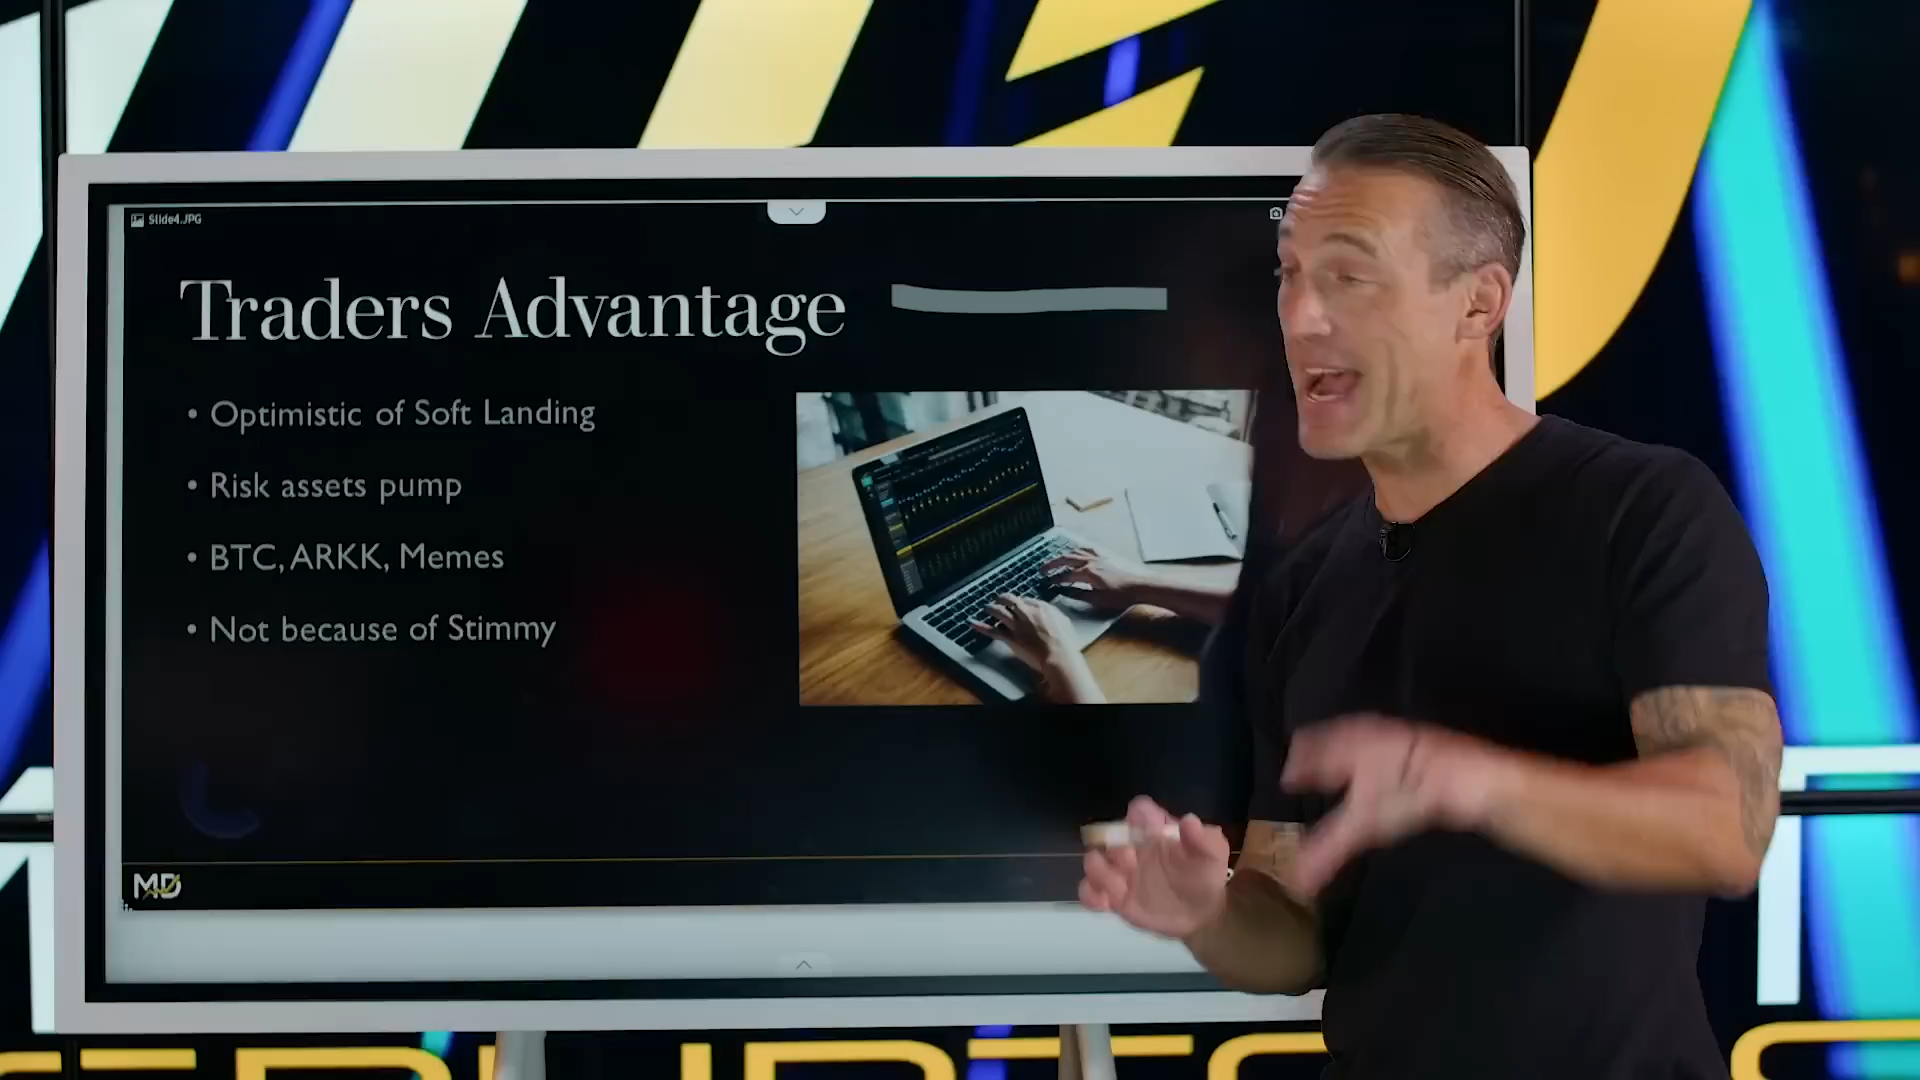 Slide4.JPG
Traders Advantage
• Optimistic of Soft Landing
• Risk assets pump
• BTC, ARKK, Memes
• Not because of Stimmy
MD